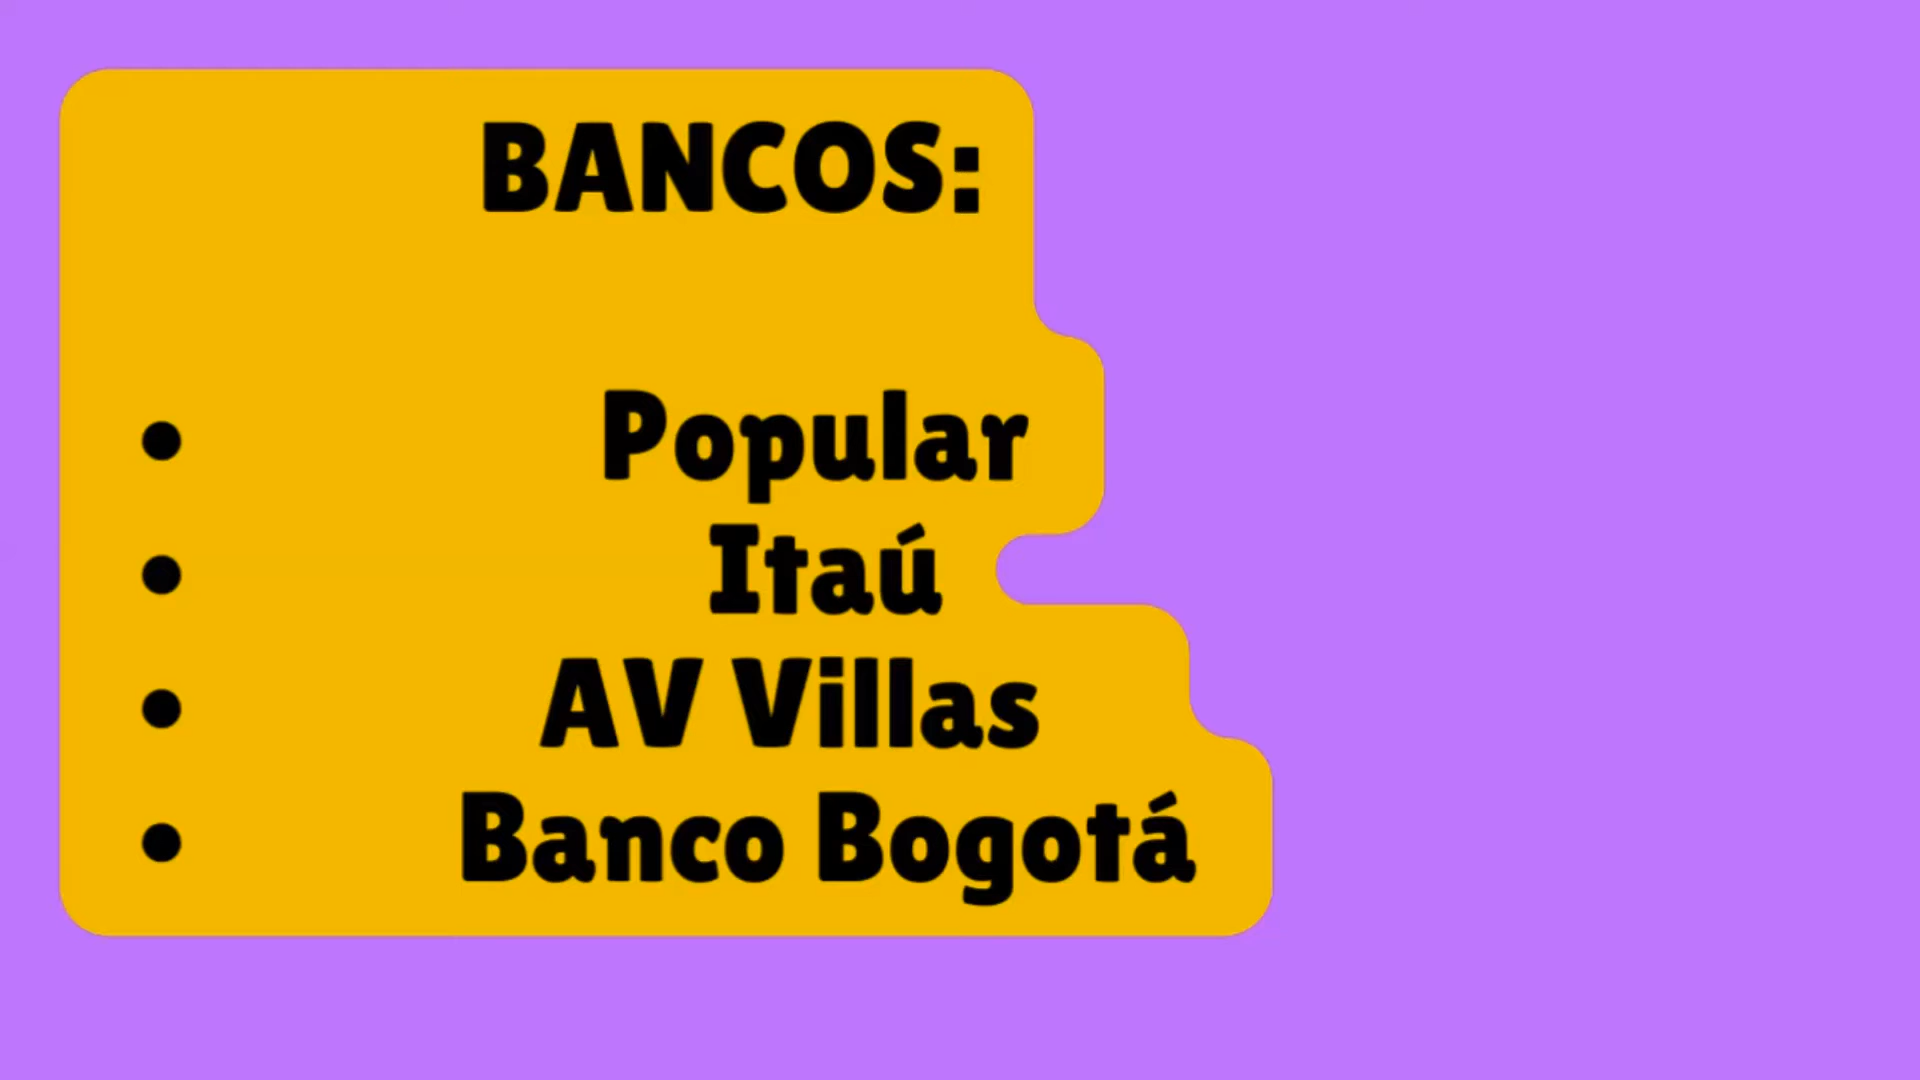 BANCOS:
• Popular
• Itaú
• AV Villas
• Banco Bogotá